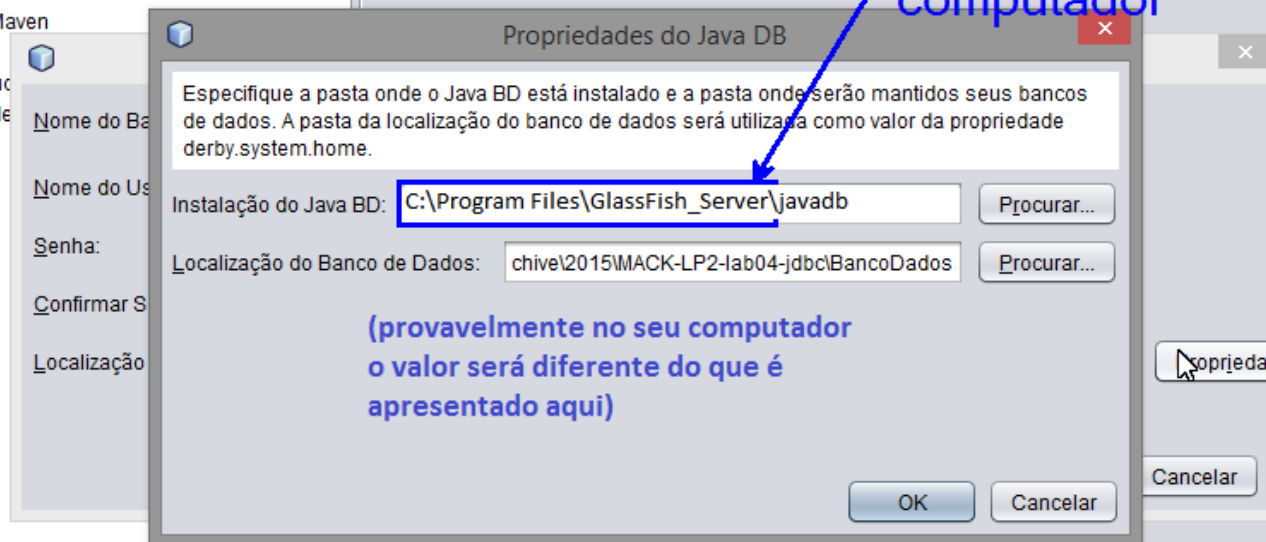 computador
Propriedades do Java DB
Especifique a pasta onde o Java BD está instalado e a pasta onde serão mantidos seus bancos
de dados. A pasta da localização do banco de dados será utilizada como valor da propriedade
derby.system.home.
Nome do Ba
Nome do Us
Instalação do Java BD: C:\Program Files\GlassFish_Server\javadb Procurar...
Senha:
Localização do Banco de Dados: chive\2015\MACK-LP2-lab04-jdbc\BancoDados Procurar...
Confirmar S
(provavelmente no seu computador
o valor será diferente do que é
apresentado aqui)
Localização
oprieda
Cancelar
OK Cancelar